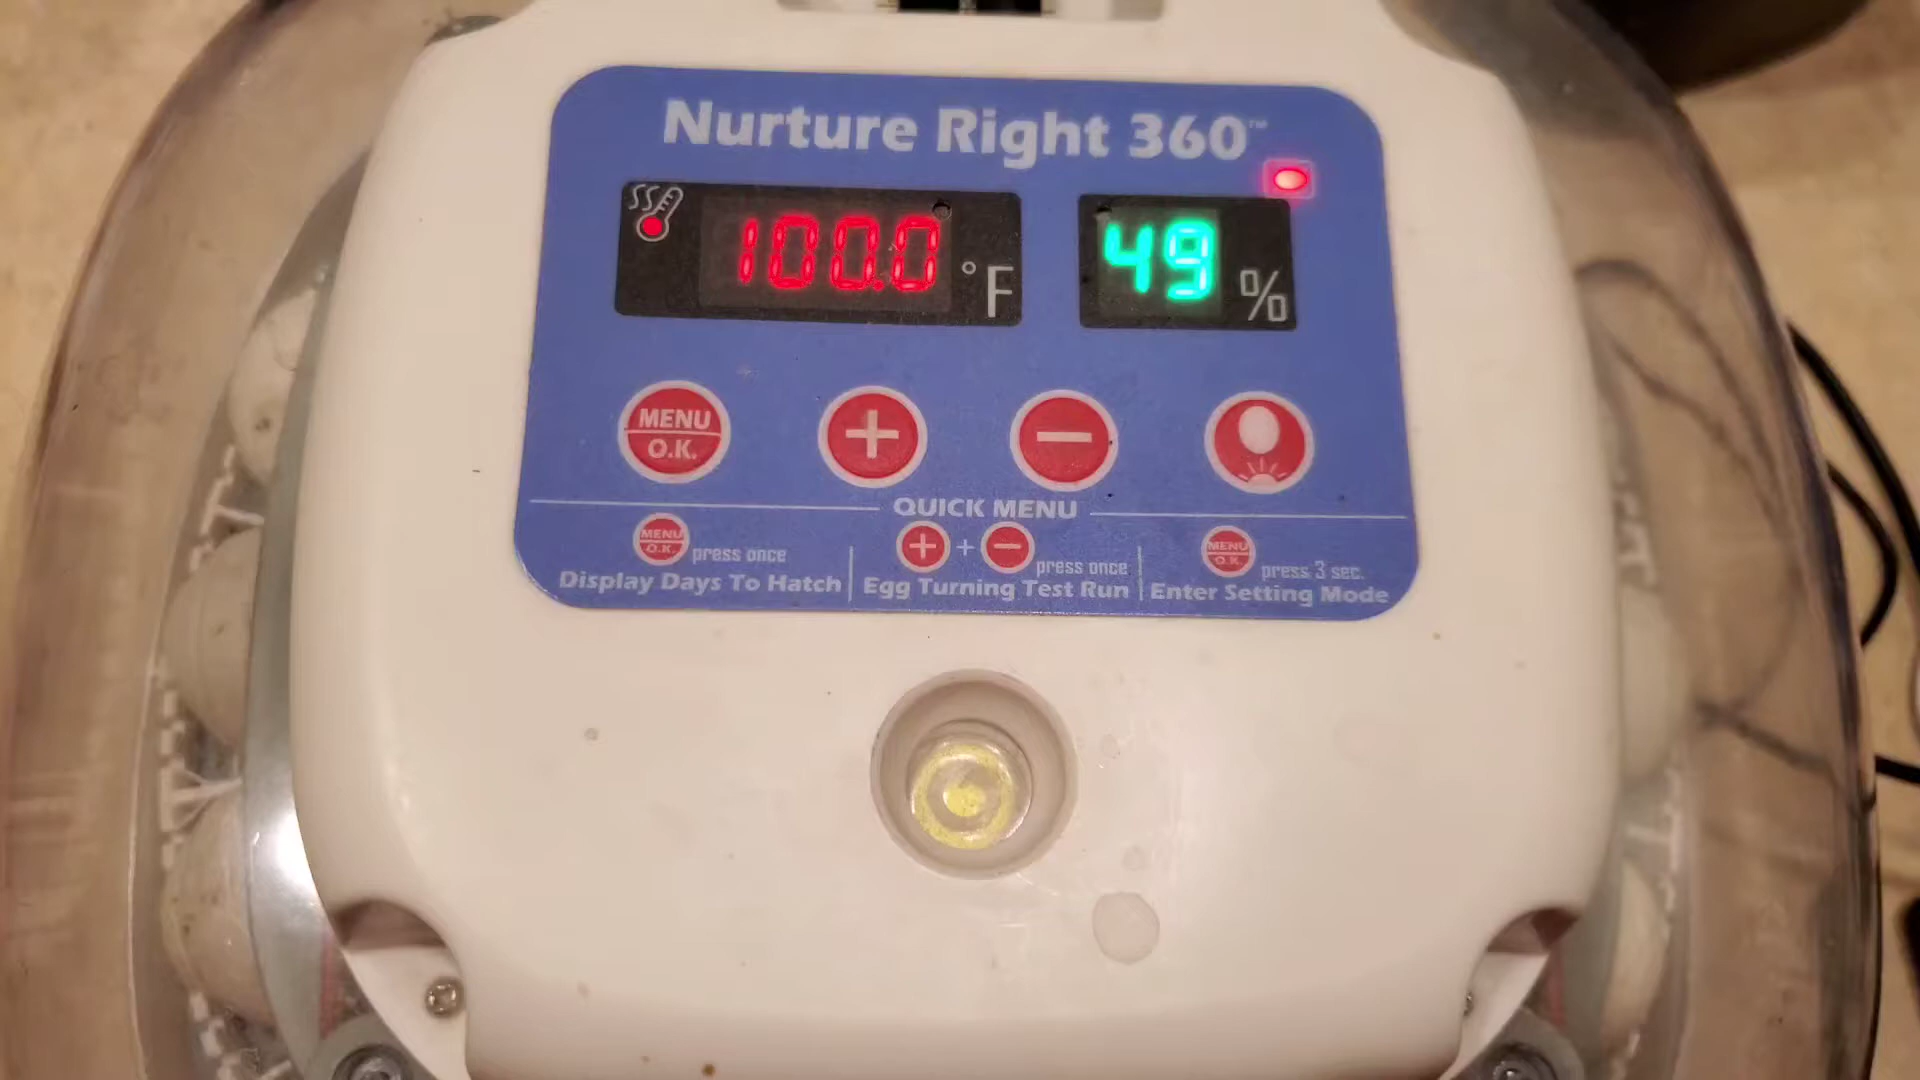 Nurture Right 360™
100.0 °F 49 %
MENU
O.K.
QUICK MENU
MENU
O.K. press once
+ + − press once
MENU
O.K. press 3 sec.
Display Days To Hatch
Egg Turning Test Run
Enter Setting Mode